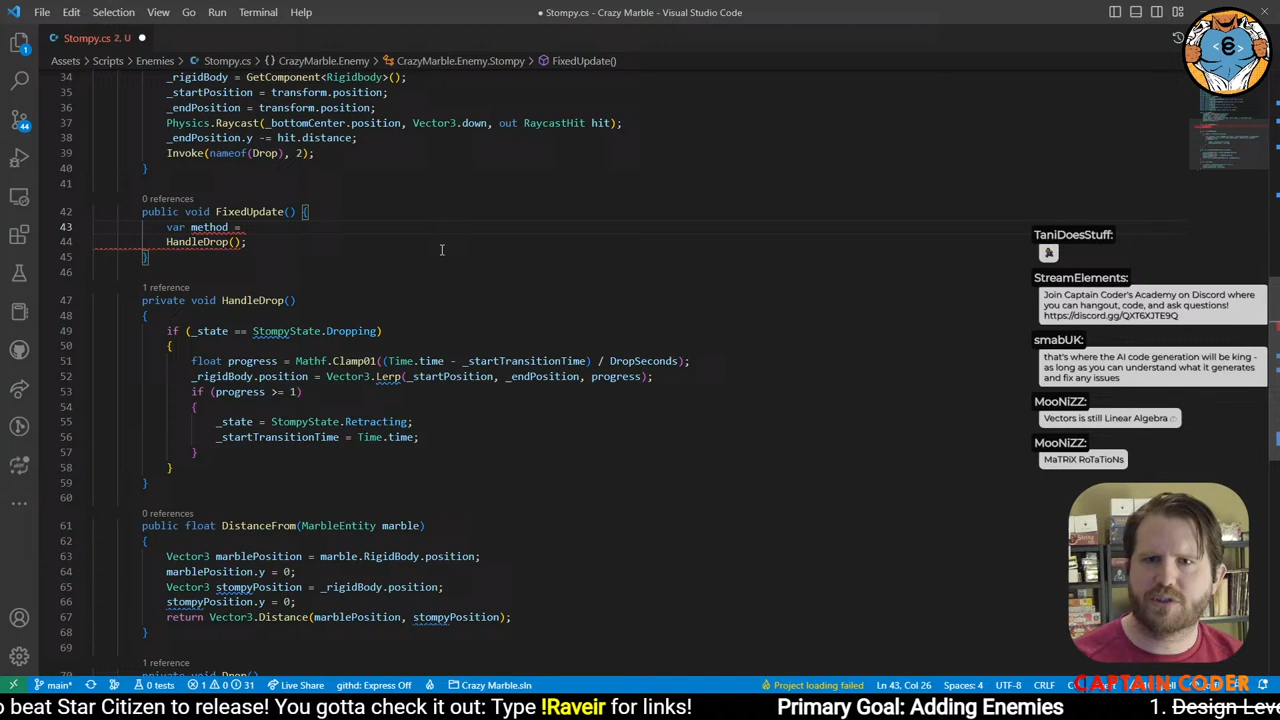 File Edit Selection View Go Run Terminal Help
● Stompy.cs - Crazy Marble - Visual Studio Code
Stompy.cs 2, U ●
Assets > Scripts > Enemies > Stompy.cs > {} CrazyMarble.Enemy > CrazyMarble.Enemy.Stompy > FixedUpdate()
34 _rigidBody = GetComponent<Rigidbody>();
35 _startPosition = transform.position;
36 _endPosition = transform.position;
37 Physics.Raycast(_bottomCenter.position, Vector3.down, out RaycastHit hit);
38 _endPosition.y -= hit.distance;
39 Invoke(nameof(Drop), 2);
40 }
41
0 references
42 public void FixedUpdate() {
43 var method =
44 HandleDrop();
45 }
46
1 reference
47 private void HandleDrop()
48 {
49 if (_state == StompyState.Dropping)
50 {
51 float progress = Mathf.Clamp01((Time.time - _startTransitionTime) / DropSeconds);
52 _rigidBody.position = Vector3.Lerp(_startPosition, _endPosition, progress);
53 if (progress >= 1)
54 {
55 _state = StompyState.Retracting;
56 _startTransitionTime = Time.time;
57 }
58 }
59 }
60
0 references
61 public float DistanceFrom(MarbleEntity marble)
62 {
63 Vector3 marblePosition = marble.RigidBody.position;
64 marblePosition.y = 0;
65 Vector3 stompyPosition = _rigidBody.position;
66 stompyPosition.y = 0;
67 return Vector3.Distance(marblePosition, stompyPosition);
68 }
69
1 reference
70 private void Drop()
1
44
TaniDoesStuff:
StreamElements:
Join Captain Coder's Academy on Discord where
you can hangout, code, and ask questions!
https://discord.gg/QXT6XJTE9Q
smabUK:
that's where the AI code generation will be king -
as long as you can understand what it generates
and fix any issues
MooNiZZ:
Vectors is still Linear Algebra
MooNiZZ:
MaTRiX RoTaTioNs
CAPTAIN CODER
main* 0 tests 1 0 31 Live Share githd: Express Off Crazy Marble.sln Project loading failed Ln 43, Col 26 Spaces: 4 UTF-8 CRLF
o beat Star Citizen to release! You gotta check it out: Type !Raveir for links! Primary Goal: Adding Enemies 1. Design Leve